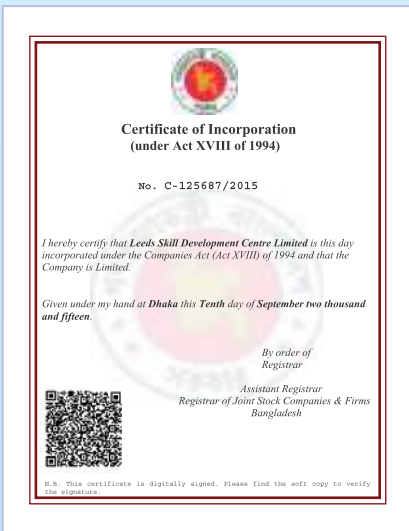 Certificate of Incorporation
(under Act XVIII of 1994)
No. C-125687/2015
I hereby certify that Leeds Skill Development Centre Limited is this day
incorporated under the Companies Act (Act XVIII) of 1994 and that the
Company is Limited.
Given under my hand at Dhaka this Tenth day of September two thousand
and fifteen.
By order of
Registrar
Assistant Registrar
Registrar of Joint Stock Companies & Firms
Bangladesh
N.B. This certificate is digitally signed. Please find the soft copy to verify
the signature.